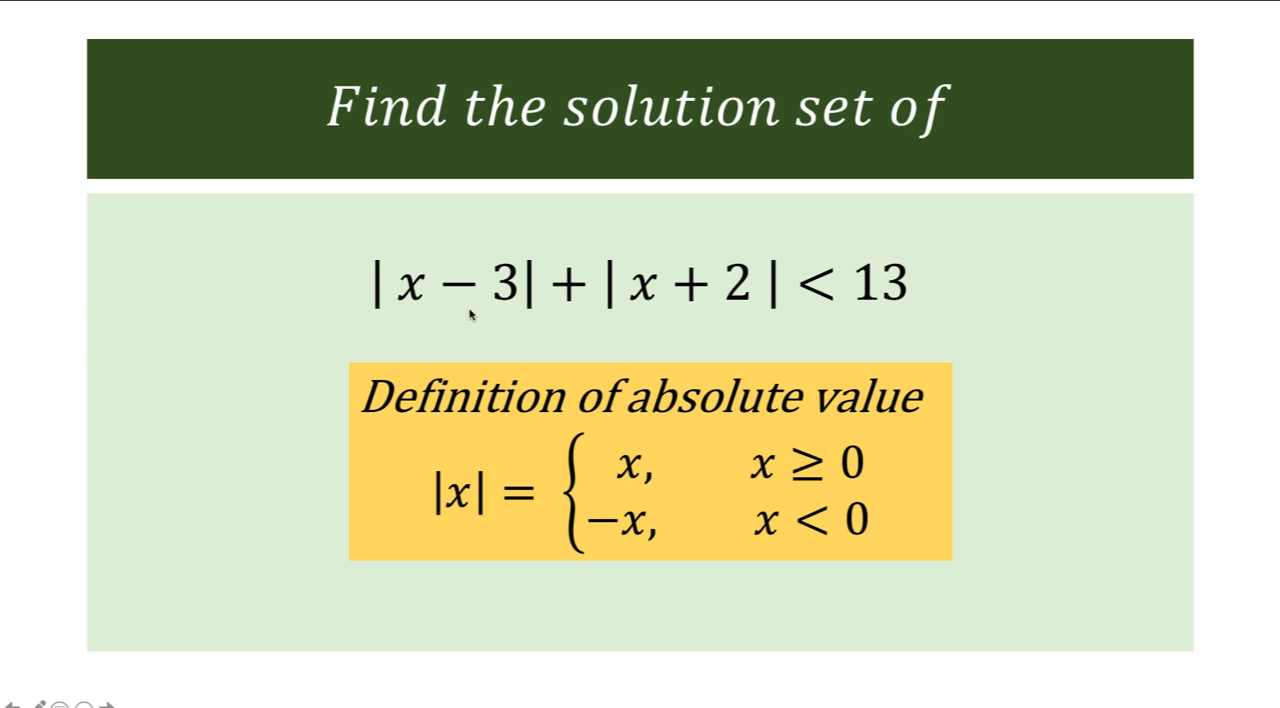 Find the solution set of
| x − 3| + | x + 2 | < 13
Definition of absolute value
|x| = { x, x ≥ 0
−x, x < 0